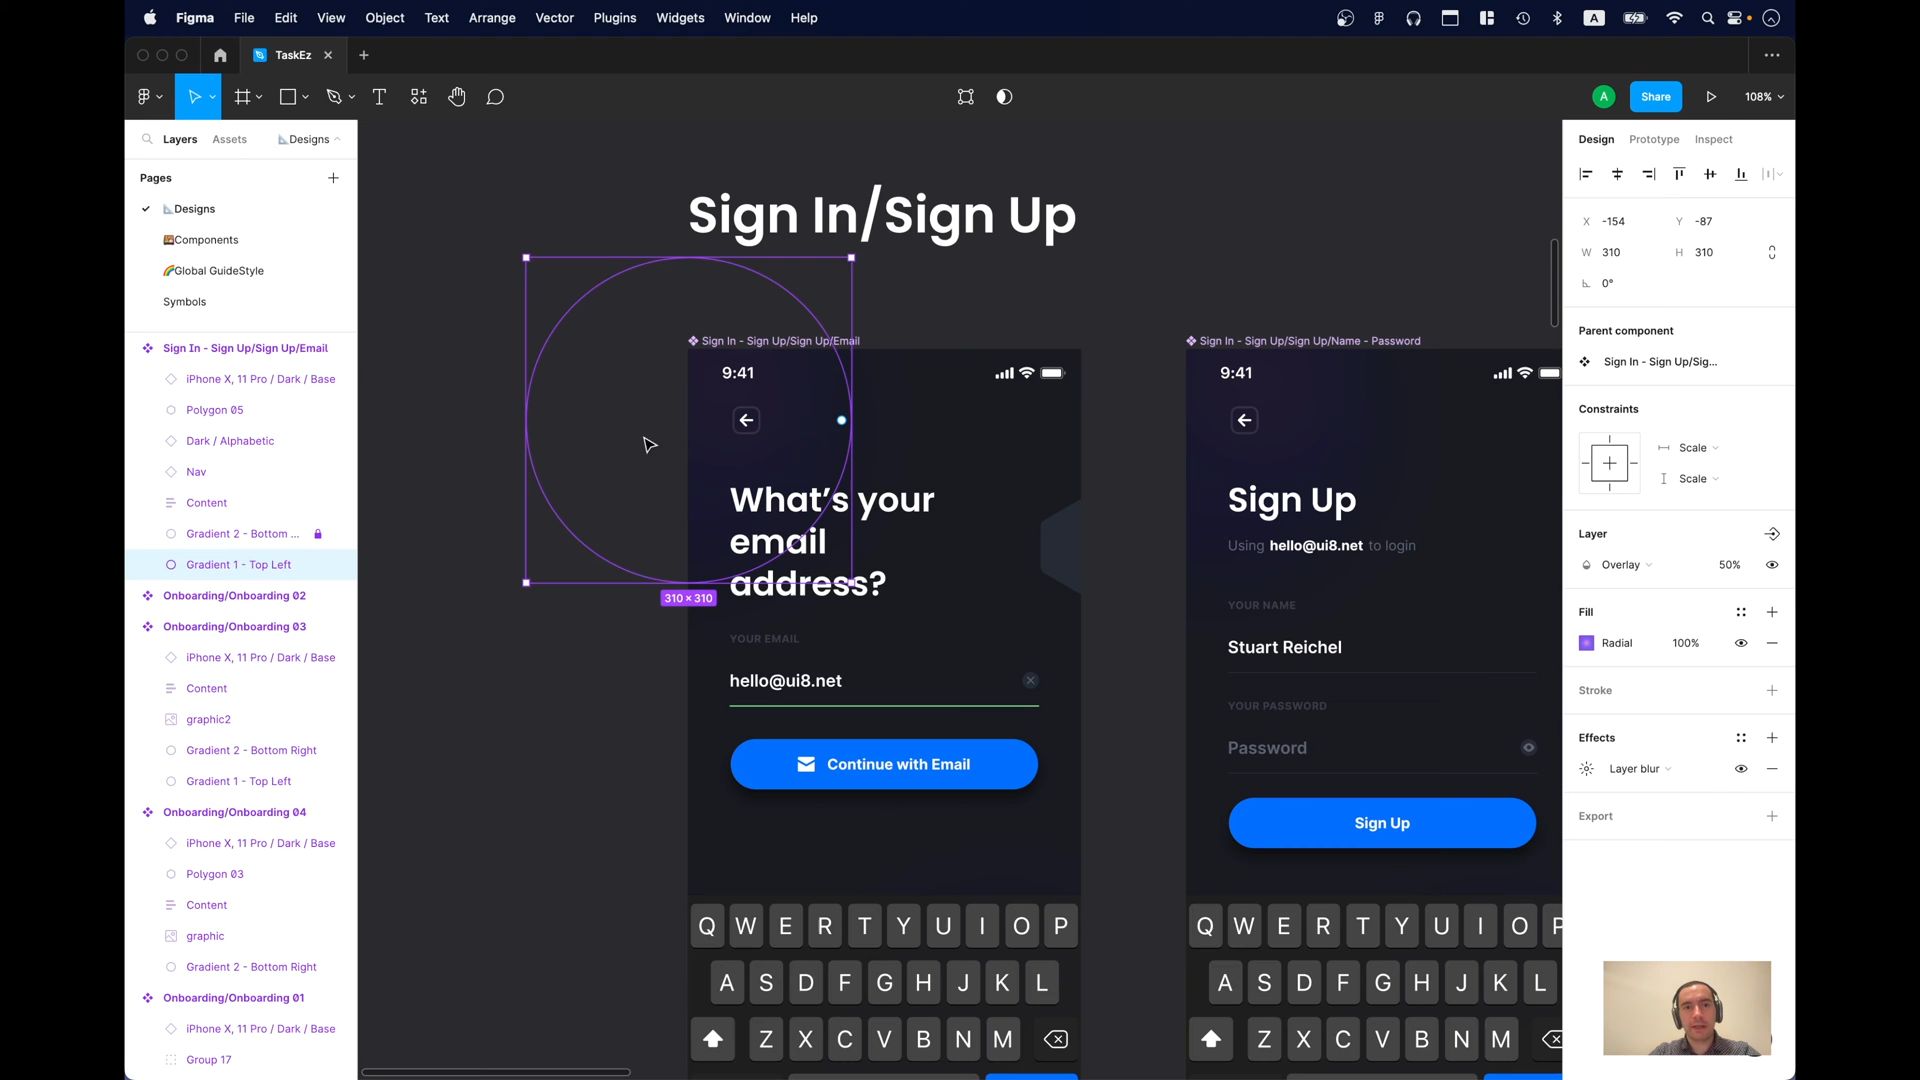 Figma File Edit View Object Text Arrange Vector Plugins Widgets Window Help
A
TaskEz
A Share 108%
Layers Assets Designs
Pages
Designs
Components
Global GuideStyle
Symbols
Sign In - Sign Up/Sign Up/Email
iPhone X, 11 Pro / Dark / Base
Polygon 05
Dark / Alphabetic
Nav
Content
Gradient 2 - Bottom ...
Gradient 1 - Top Left
Onboarding/Onboarding 02
Onboarding/Onboarding 03
iPhone X, 11 Pro / Dark / Base
Content
graphic2
Gradient 2 - Bottom Right
Gradient 1 - Top Left
Onboarding/Onboarding 04
iPhone X, 11 Pro / Dark / Base
Polygon 03
Content
graphic
Gradient 2 - Bottom Right
Onboarding/Onboarding 01
iPhone X, 11 Pro / Dark / Base
Group 17
Sign In/Sign Up
Sign In - Sign Up/Sign Up/Email
9:41
What's your
email
address?
310 × 310
YOUR EMAIL
hello@ui8.net
Continue with Email
Q W E R T Y U I O P
A S D F G H J K L
Z X C V B N M
Sign In - Sign Up/Sign Up/Name - Password
9:41
Sign Up
Using hello@ui8.net to login
YOUR NAME
Stuart Reichel
YOUR PASSWORD
Password
Sign Up
Q W E R T Y U I O P
A S D F G H J K L
Z X C V B N M
Design Prototype Inspect
X -154 Y -87
W 310 H 310
0°
Parent component
Sign In - Sign Up/Sig...
Constraints
Scale
Scale
Layer
Overlay 50%
Fill
Radial 100%
Stroke
Effects
Layer blur
Export